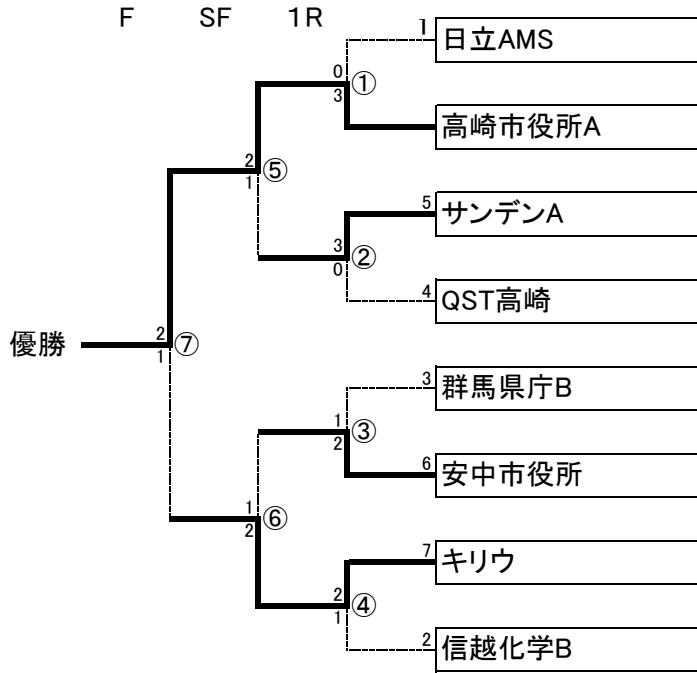 F SF 1R
1 日立AMS
0 ①
3
高崎市役所A
2 ⑤
1
5 サンデンA
3 ②
0
4 QST高崎
優勝 2 ⑦
1
3 群馬県庁B
1 ③
2
6 安中市役所
1 ⑥
2
7 キリウ
2 ④
1
2 信越化学B